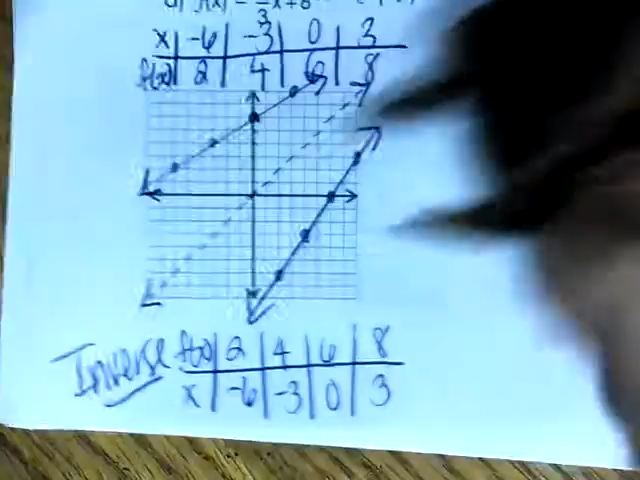 x -6 -3 0 3
f(x) 2 4 6 8
Inverse f(x) 2 4 6 8
x -6 -3 0 3